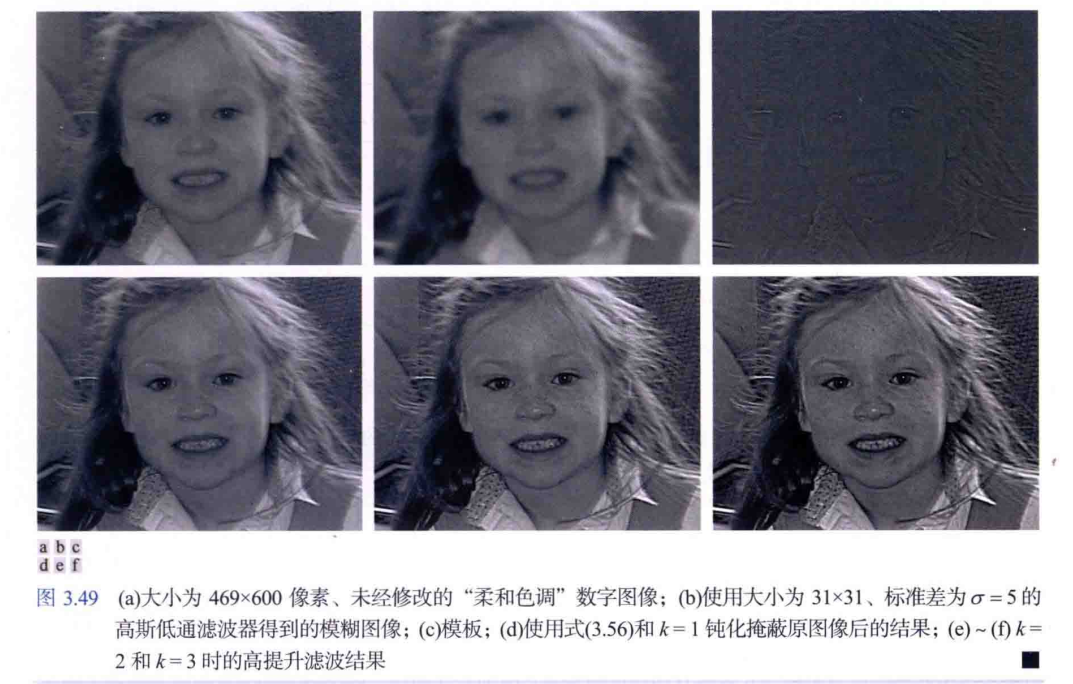 a b c
d e f
图 3.49 (a)大小为 469×600 像素、未经修改的“柔和色调”数字图像；(b)使用大小为 31×31、标准差为σ=5 的
高斯低通滤波器得到的模糊图像；(c)模板；(d)使用式(3.56)和 k=1 钝化掩蔽原图像后的结果；(e) ~ (f) k=
2 和 k=3 时的高提升滤波结果